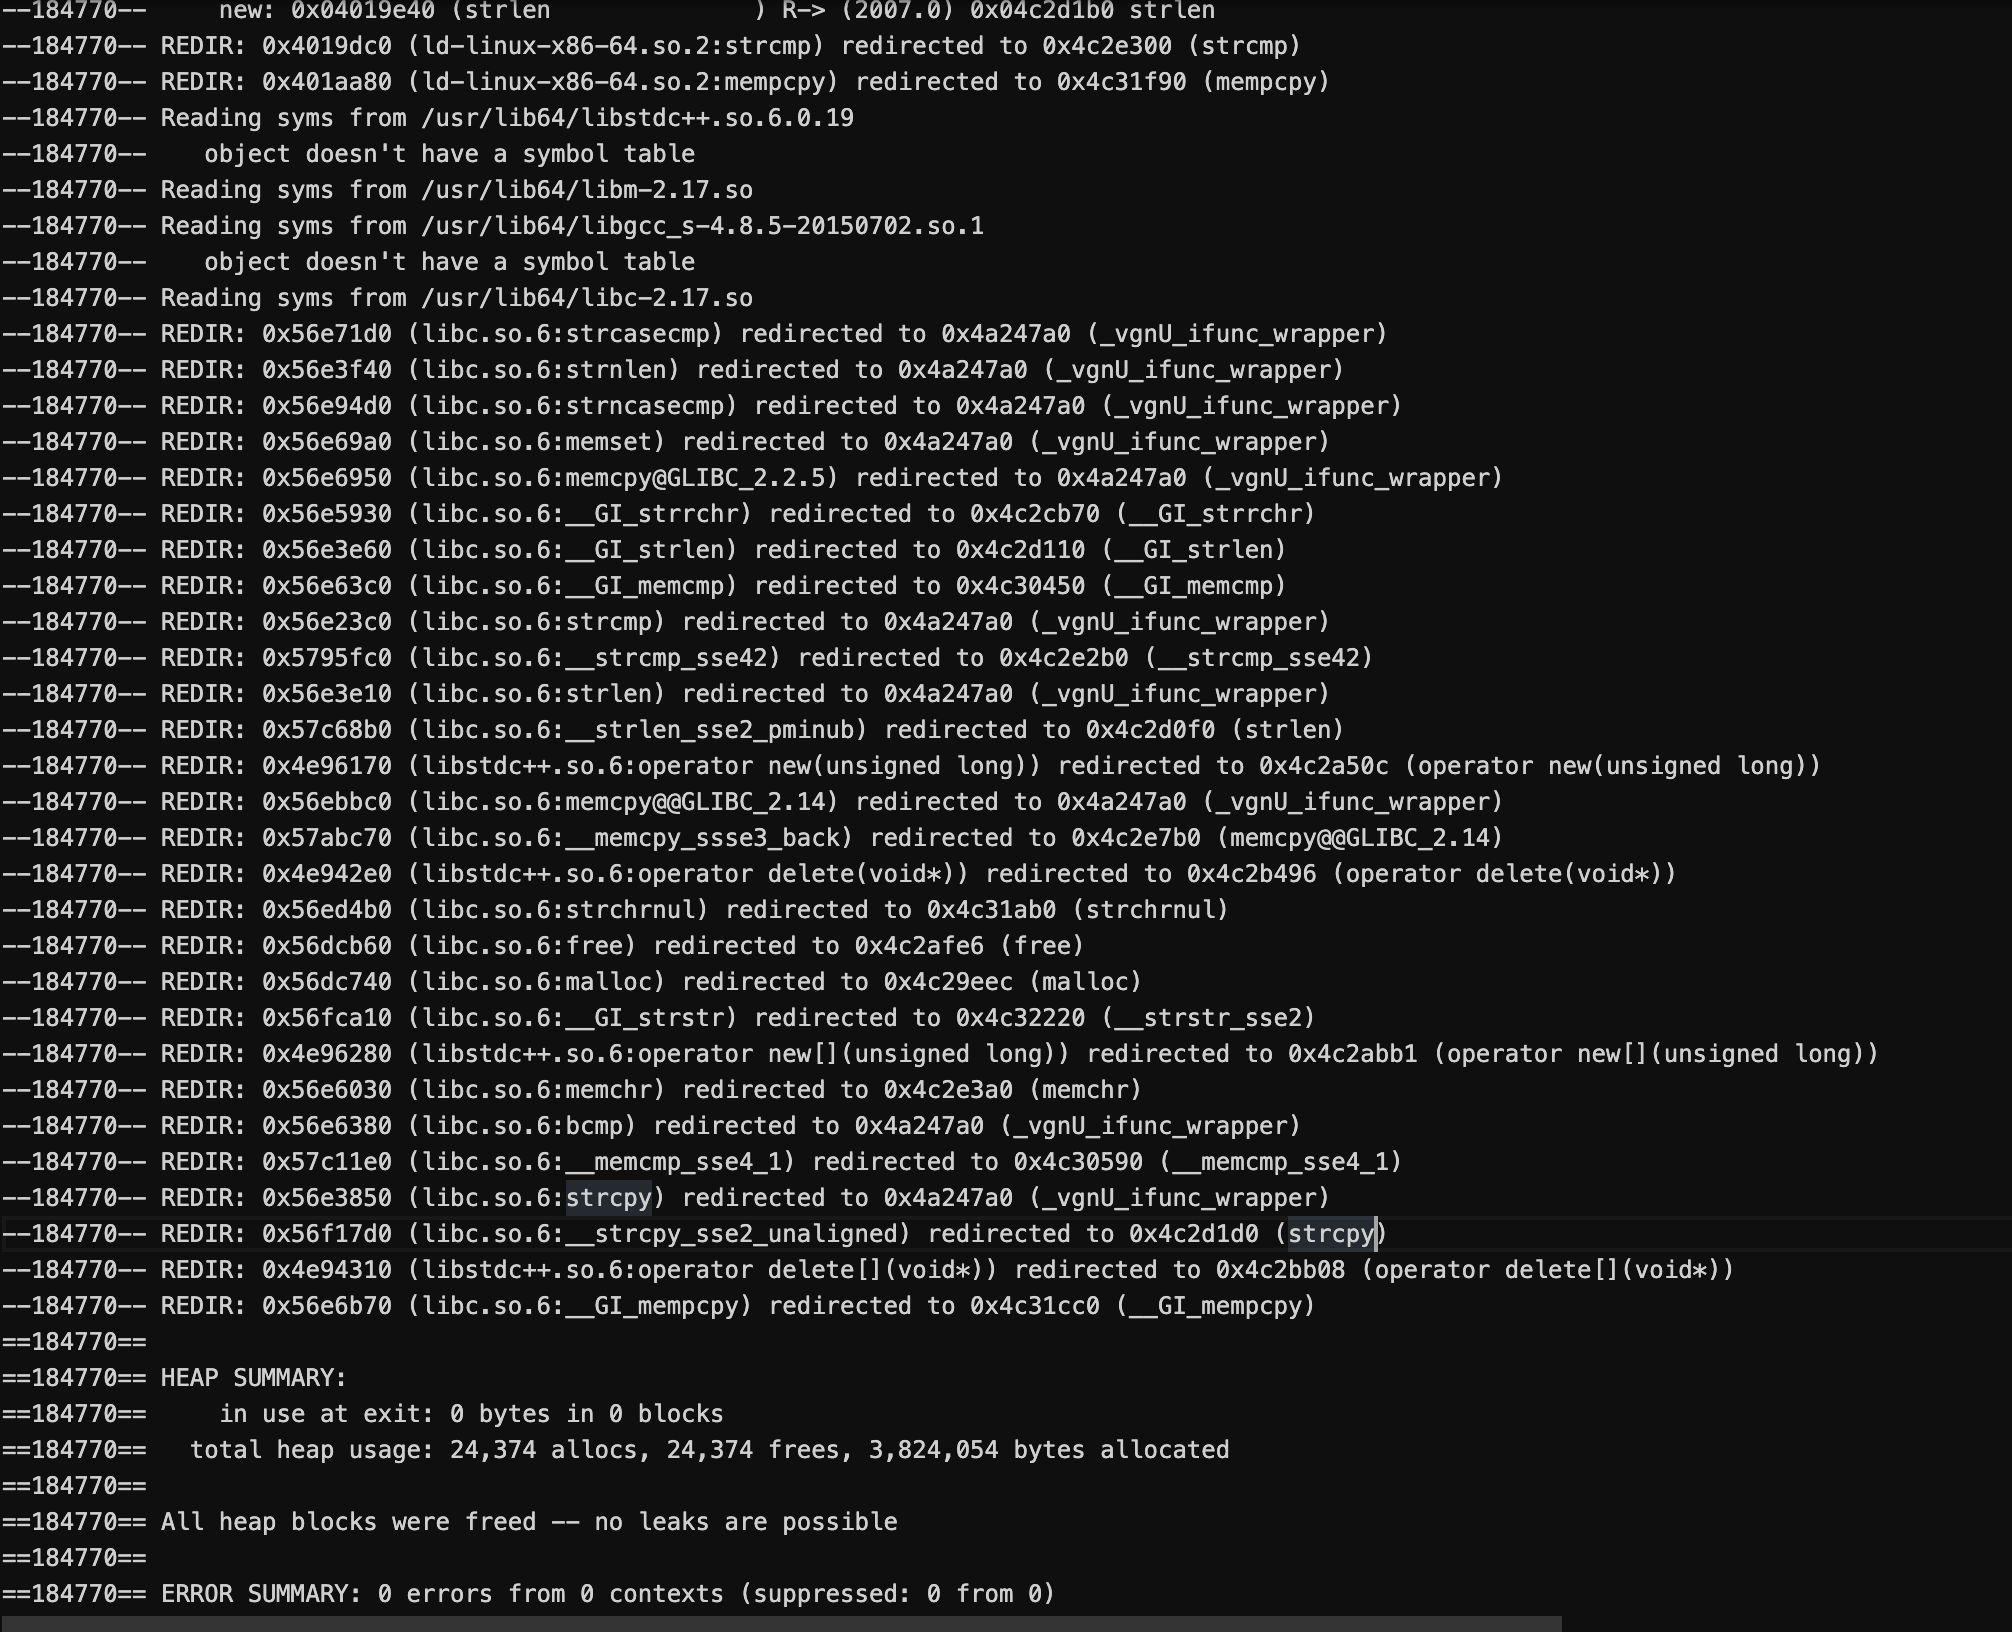 --184770--     new: 0x04019e40 (strlen              ) R-> (2007.0) 0x04c2d1b0 strlen
--184770-- REDIR: 0x4019dc0 (ld-linux-x86-64.so.2:strcmp) redirected to 0x4c2e300 (strcmp)
--184770-- REDIR: 0x401aa80 (ld-linux-x86-64.so.2:mempcpy) redirected to 0x4c31f90 (mempcpy)
--184770-- Reading syms from /usr/lib64/libstdc++.so.6.0.19
--184770--    object doesn't have a symbol table
--184770-- Reading syms from /usr/lib64/libm-2.17.so
--184770-- Reading syms from /usr/lib64/libgcc_s-4.8.5-20150702.so.1
--184770--    object doesn't have a symbol table
--184770-- Reading syms from /usr/lib64/libc-2.17.so
--184770-- REDIR: 0x56e71d0 (libc.so.6:strcasecmp) redirected to 0x4a247a0 (_vgnU_ifunc_wrapper)
--184770-- REDIR: 0x56e3f40 (libc.so.6:strnlen) redirected to 0x4a247a0 (_vgnU_ifunc_wrapper)
--184770-- REDIR: 0x56e94d0 (libc.so.6:strncasecmp) redirected to 0x4a247a0 (_vgnU_ifunc_wrapper)
--184770-- REDIR: 0x56e69a0 (libc.so.6:memset) redirected to 0x4a247a0 (_vgnU_ifunc_wrapper)
--184770-- REDIR: 0x56e6950 (libc.so.6:memcpy@GLIBC_2.2.5) redirected to 0x4a247a0 (_vgnU_ifunc_wrapper)
--184770-- REDIR: 0x56e5930 (libc.so.6:__GI_strrchr) redirected to 0x4c2cb70 (__GI_strrchr)
--184770-- REDIR: 0x56e3e60 (libc.so.6:__GI_strlen) redirected to 0x4c2d110 (__GI_strlen)
--184770-- REDIR: 0x56e63c0 (libc.so.6:__GI_memcmp) redirected to 0x4c30450 (__GI_memcmp)
--184770-- REDIR: 0x56e23c0 (libc.so.6:strcmp) redirected to 0x4a247a0 (_vgnU_ifunc_wrapper)
--184770-- REDIR: 0x5795fc0 (libc.so.6:__strcmp_sse42) redirected to 0x4c2e2b0 (__strcmp_sse42)
--184770-- REDIR: 0x56e3e10 (libc.so.6:strlen) redirected to 0x4a247a0 (_vgnU_ifunc_wrapper)
--184770-- REDIR: 0x57c68b0 (libc.so.6:__strlen_sse2_pminub) redirected to 0x4c2d0f0 (strlen)
--184770-- REDIR: 0x4e96170 (libstdc++.so.6:operator new(unsigned long)) redirected to 0x4c2a50c (operator new(unsigned long))
--184770-- REDIR: 0x56ebbc0 (libc.so.6:memcpy@@GLIBC_2.14) redirected to 0x4a247a0 (_vgnU_ifunc_wrapper)
--184770-- REDIR: 0x57abc70 (libc.so.6:__memcpy_ssse3_back) redirected to 0x4c2e7b0 (memcpy@@GLIBC_2.14)
--184770-- REDIR: 0x4e942e0 (libstdc++.so.6:operator delete(void*)) redirected to 0x4c2b496 (operator delete(void*))
--184770-- REDIR: 0x56ed4b0 (libc.so.6:strchrnul) redirected to 0x4c31ab0 (strchrnul)
--184770-- REDIR: 0x56dcb60 (libc.so.6:free) redirected to 0x4c2afe6 (free)
--184770-- REDIR: 0x56dc740 (libc.so.6:malloc) redirected to 0x4c29eec (malloc)
--184770-- REDIR: 0x56fca10 (libc.so.6:__GI_strstr) redirected to 0x4c32220 (__strstr_sse2)
--184770-- REDIR: 0x4e96280 (libstdc++.so.6:operator new[](unsigned long)) redirected to 0x4c2abb1 (operator new[](unsigned long))
--184770-- REDIR: 0x56e6030 (libc.so.6:memchr) redirected to 0x4c2e3a0 (memchr)
--184770-- REDIR: 0x56e6380 (libc.so.6:bcmp) redirected to 0x4a247a0 (_vgnU_ifunc_wrapper)
--184770-- REDIR: 0x57c11e0 (libc.so.6:__memcmp_sse4_1) redirected to 0x4c30590 (__memcmp_sse4_1)
--184770-- REDIR: 0x56e3850 (libc.so.6:strcpy) redirected to 0x4a247a0 (_vgnU_ifunc_wrapper)
--184770-- REDIR: 0x56f17d0 (libc.so.6:__strcpy_sse2_unaligned) redirected to 0x4c2d1d0 (strcpy)
--184770-- REDIR: 0x4e94310 (libstdc++.so.6:operator delete[](void*)) redirected to 0x4c2bb08 (operator delete[](void*))
--184770-- REDIR: 0x56e6b70 (libc.so.6:__GI_mempcpy) redirected to 0x4c31cc0 (__GI_mempcpy)
==184770==
==184770== HEAP SUMMARY:
==184770==     in use at exit: 0 bytes in 0 blocks
==184770==   total heap usage: 24,374 allocs, 24,374 frees, 3,824,054 bytes allocated
==184770==
==184770== All heap blocks were freed -- no leaks are possible
==184770==
==184770== ERROR SUMMARY: 0 errors from 0 contexts (suppressed: 0 from 0)